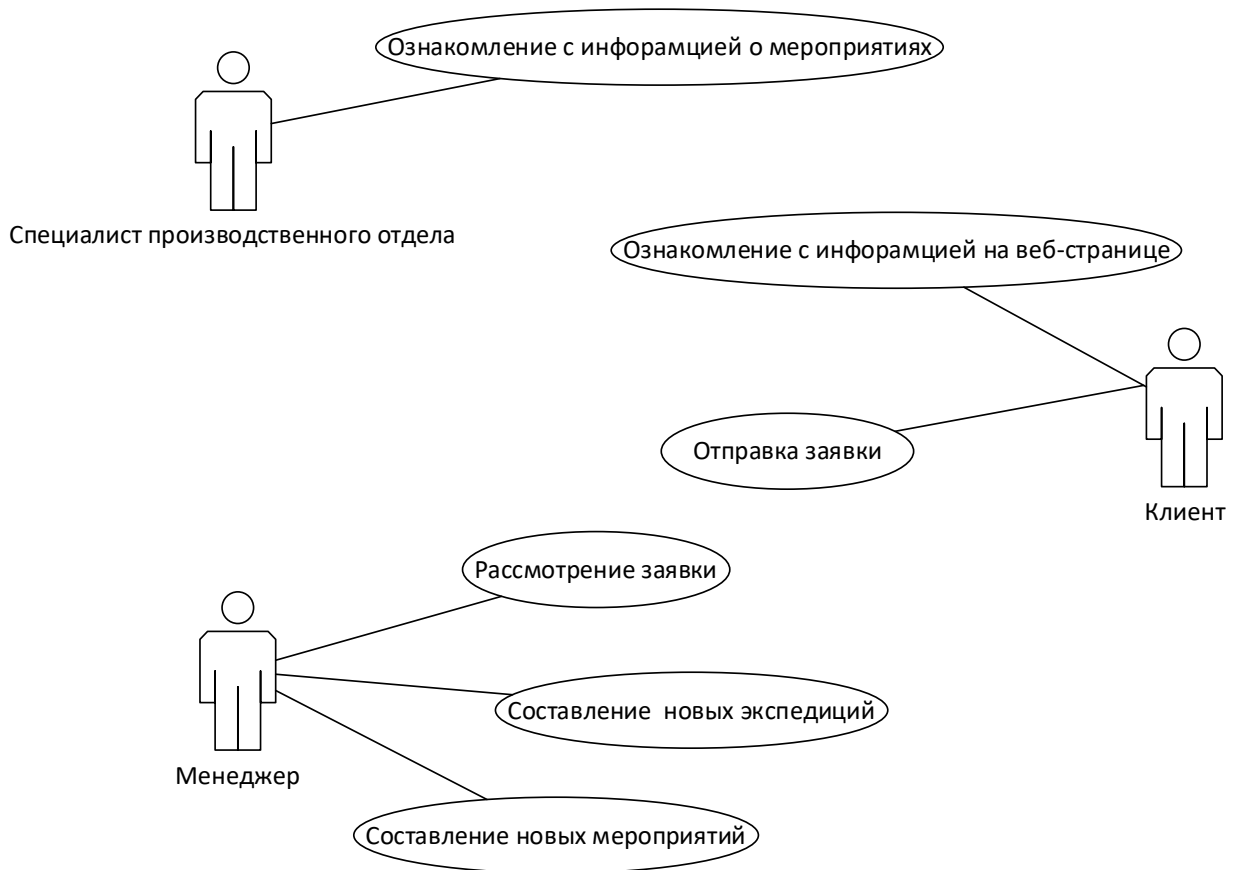 Ознакомление с инфорамцией о мероприятиях
Специалист производственного отдела
Ознакомление с инфорамцией на веб-странице
Отправка заявки
Клиент
Рассмотрение заявки
Составление  новых экспедиций
Менеджер
Составление новых мероприятий